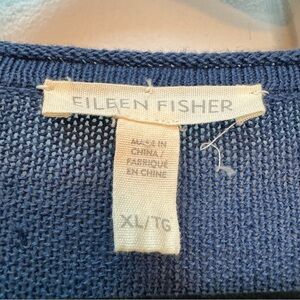 EILEEN FISHER
MADE IN
CHINA/
FABRIQUÉ
EN CHINE
XL/TG